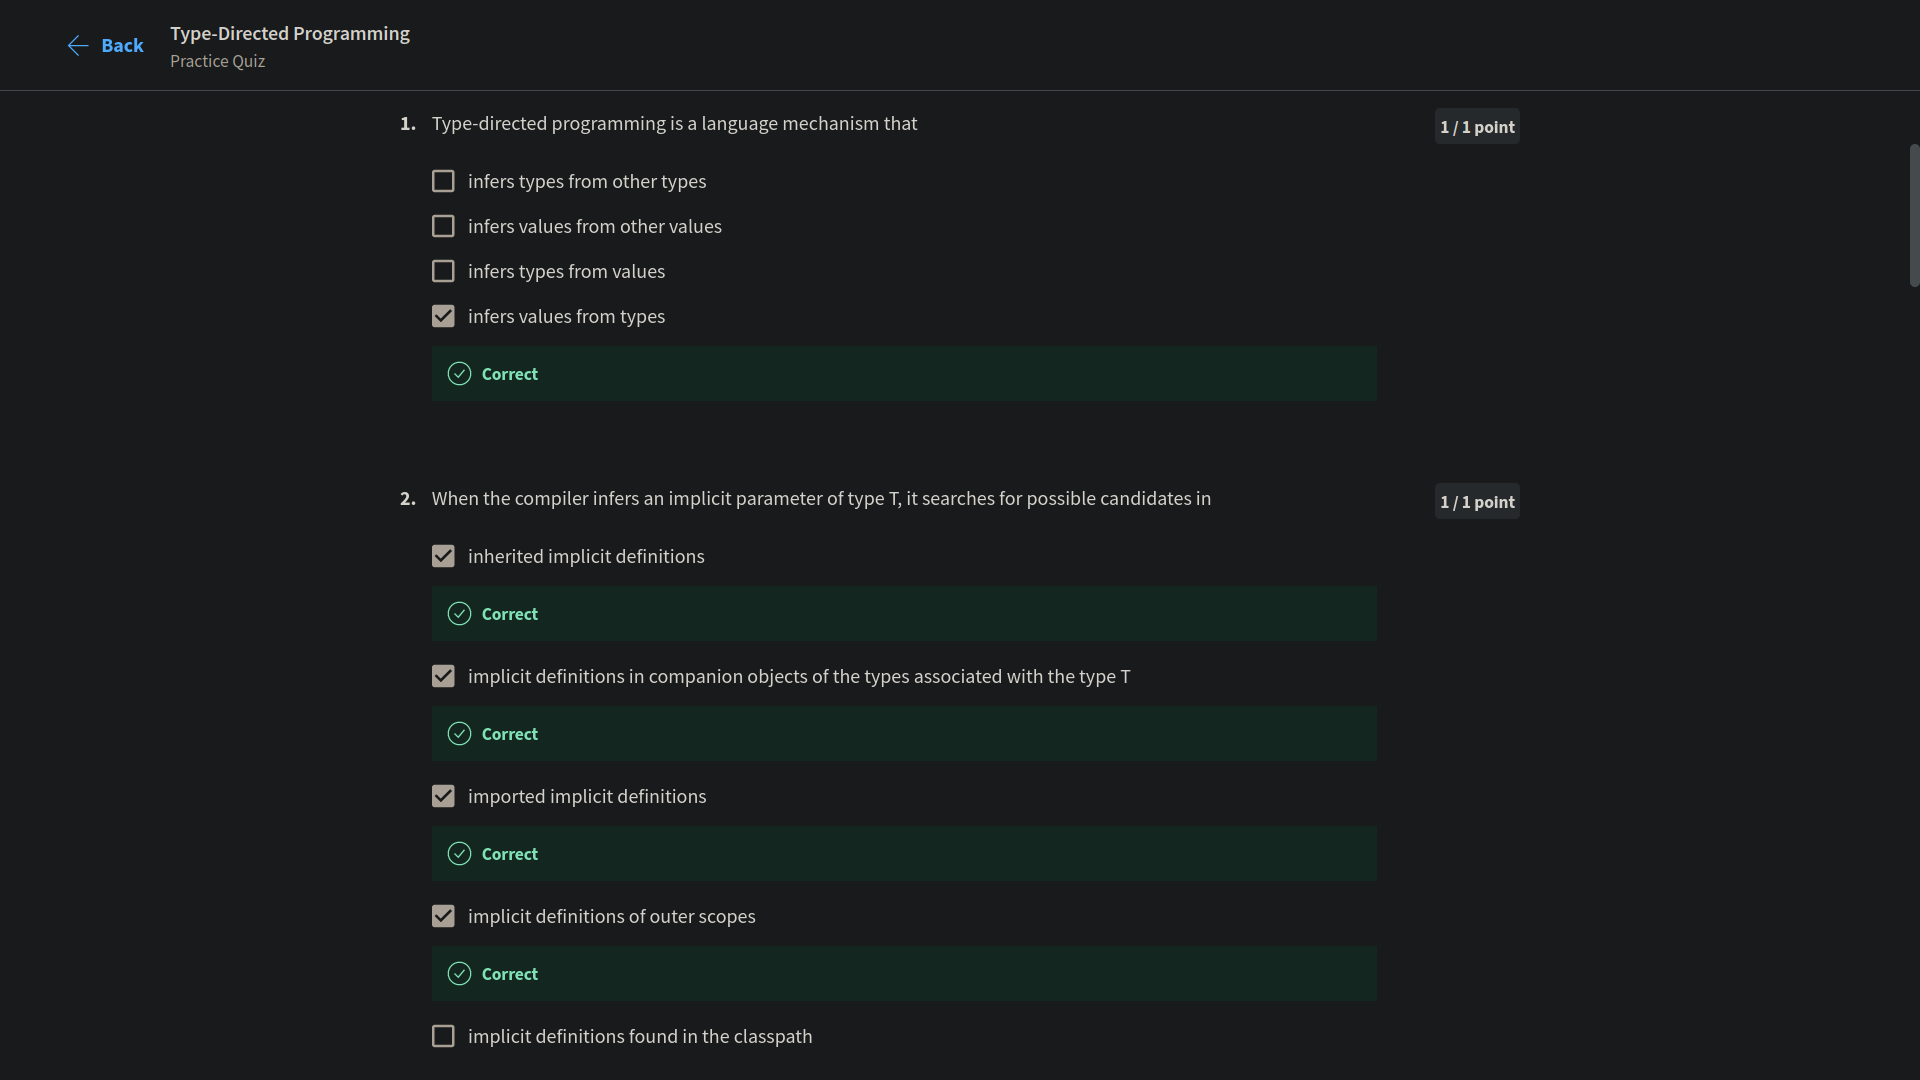 Back
Type-Directed Programming
Practice Quiz
1. Type-directed programming is a language mechanism that
1 / 1 point
infers types from other types
infers values from other values
infers types from values
infers values from types
Correct
2. When the compiler infers an implicit parameter of type T, it searches for possible candidates in
1 / 1 point
inherited implicit definitions
Correct
implicit definitions in companion objects of the types associated with the type T
Correct
imported implicit definitions
Correct
implicit definitions of outer scopes
Correct
implicit definitions found in the classpath